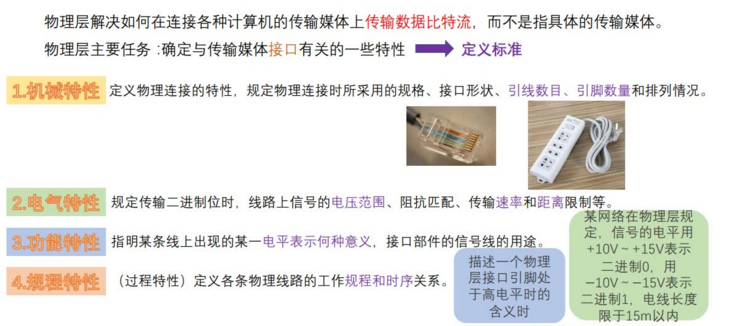 物理层解决如何在连接各种计算机的传输媒体上传输数据比特流，而不是指具体的传输媒体。
物理层主要任务：确定与传输媒体接口有关的一些特性 定义标准
1.机械特性 定义物理连接的特性，规定物理连接时所采用的规格、接口形状、引线数目、引脚数量和排列情况。
2.电气特性 规定传输二进制位时，线路上信号的电压范围、阻抗匹配、传输速率和距离限制等。
3.功能特性 指明某条线上出现的某一电平表示何种意义，接口部件的信号线的用途。
4.规程特性 （过程特性）定义各条物理线路的工作规程和时序关系。
描述一个物理
层接口引脚处
于高电平时的
含义时
某网络在物理层规
定，信号的电平用
+10V～+15V表示
二进制0，用
−10V～−15V表示
二进制1，电线长度
限于15m以内